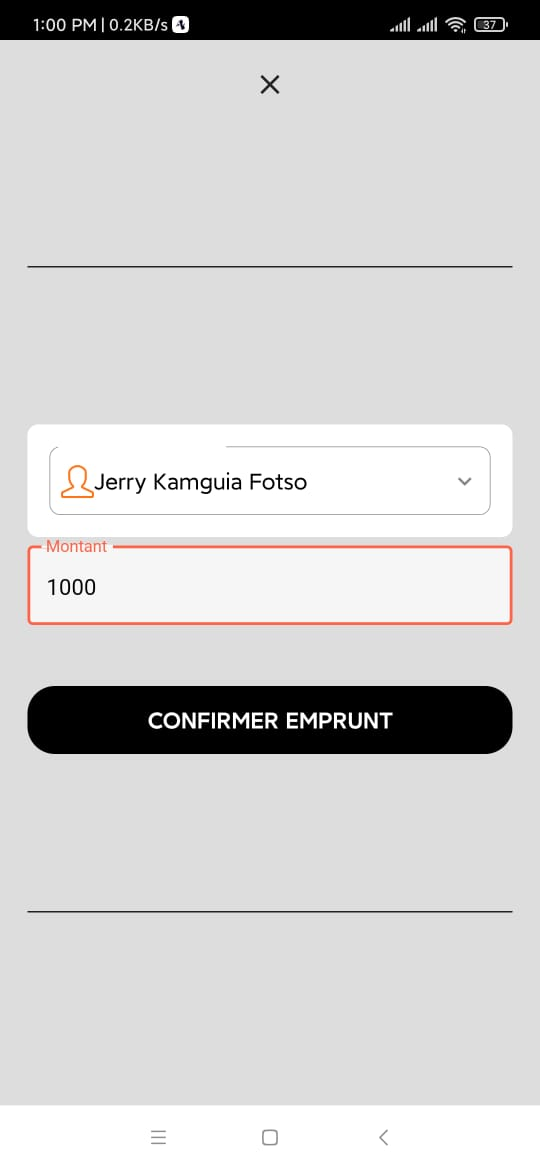 1:00 PM | 0.2KB/s
37
Jerry Kamguia Fotso
Montant
1000
CONFIRMER EMPRUNT